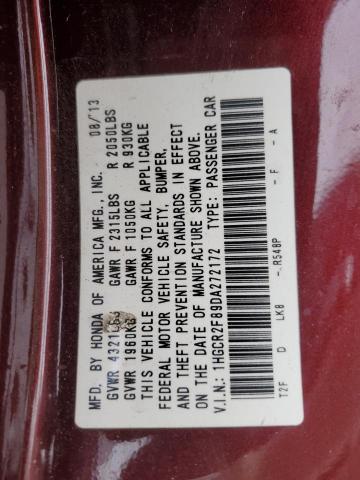 MFD. BY HONDA OF AMERICA MFG., INC. 08/'13
GVWR 4321LBS GAWR F 2315LBS R 2050LBS
GVWR 1960KG GAWR F 1050KG R 930KG
THIS VEHICLE CONFORMS TO ALL APPLICABLE
FEDERAL MOTOR VEHICLE SAFETY, BUMPER,
AND THEFT PREVENTION STANDARDS IN EFFECT
ON THE DATE OF MANUFACTURE SHOWN ABOVE.
V.I.N.: 1HGCR2F89DA272172 TYPE: PASSENGER CAR
T2F D LK8 -.R548P - F - A